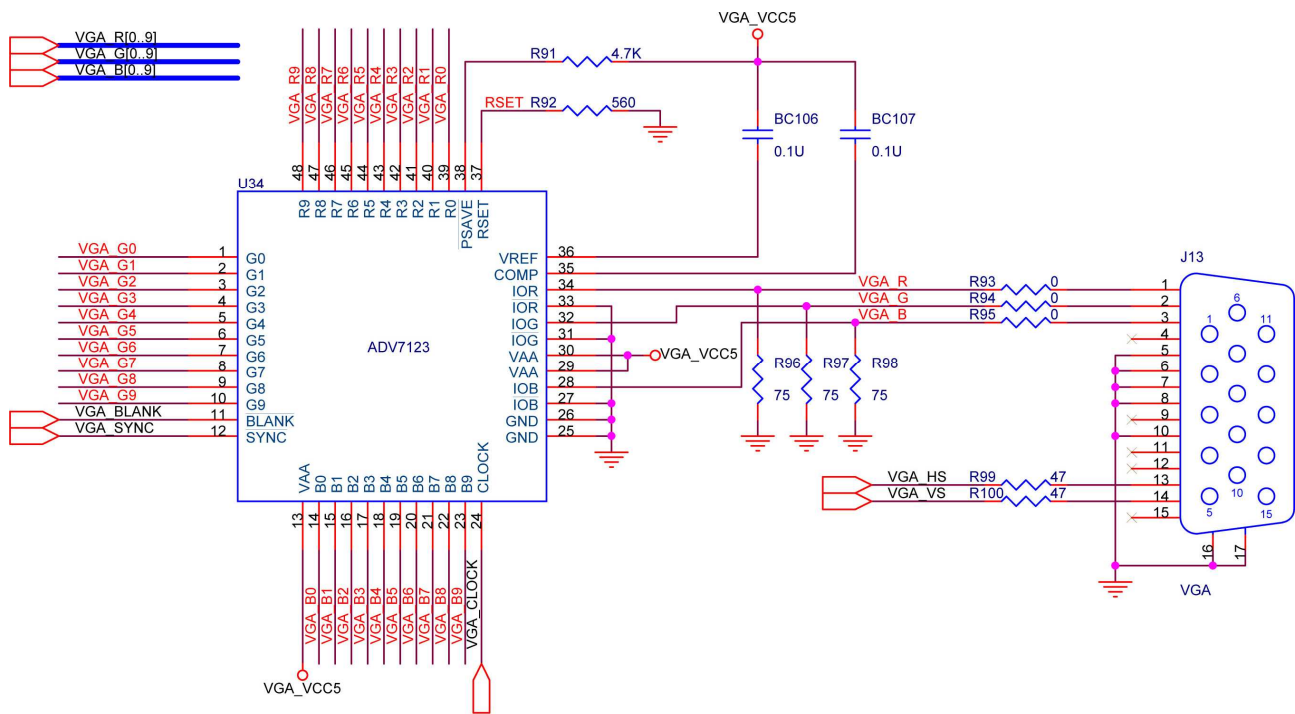 VGA_VCC5
VGA_R[0..9]
VGA_G[0..9]
VGA_B[0..9]
R91 4.7K
RSET R92 560
BC106 BC107
0.1U 0.1U
VGA_R9
VGA_R8
VGA_R7
VGA_R6
VGA_R5
VGA_R4
VGA_R3
VGA_R2
VGA_R1
VGA_R0
48 47 46 45 44 43 42 41 40 39 38 37
U34
R9 R8 R7 R6 R5 R4 R3 R2 R1 R0 PSAVE RSET
VGA_G0 1 G0
VGA_G1 2 G1
VGA_G2 3 G2
VGA_G3 4 G3
VGA_G4 5 G4
VGA_G5 6 G5
VGA_G6 7 G6
VGA_G7 8 G7
VGA_G8 9 G8
VGA_G9 10 G9
VGA_BLANK 11 BLANK
VGA_SYNC 12 SYNC
ADV7123
VREF 36
COMP 35
IOR 34
IOR 33
IOG 32
IOG 31
VAA 30
VAA 29
IOB 28
IOB 27
GND 26
GND 25
VGA_VCC5
VGA_R R93 0
VGA_G R94 0
VGA_B R95 0
R96 R97 R98
75 75 75
VGA_HS R99 47
VGA_VS R100 47
J13
1
2
3
4
5
6
7
8
9
10
11
12
13
14
15
6
1 11
10
5 15
16 17
VGA
VAA B0 B1 B2 B3 B4 B5 B6 B7 B8 B9 CLOCK
13 14 15 16 17 18 19 20 21 22 23 24
VGA_B0
VGA_B1
VGA_B2
VGA_B3
VGA_B4
VGA_B5
VGA_B6
VGA_B7
VGA_B8
VGA_B9
VGA_CLOCK
VGA_VCC5